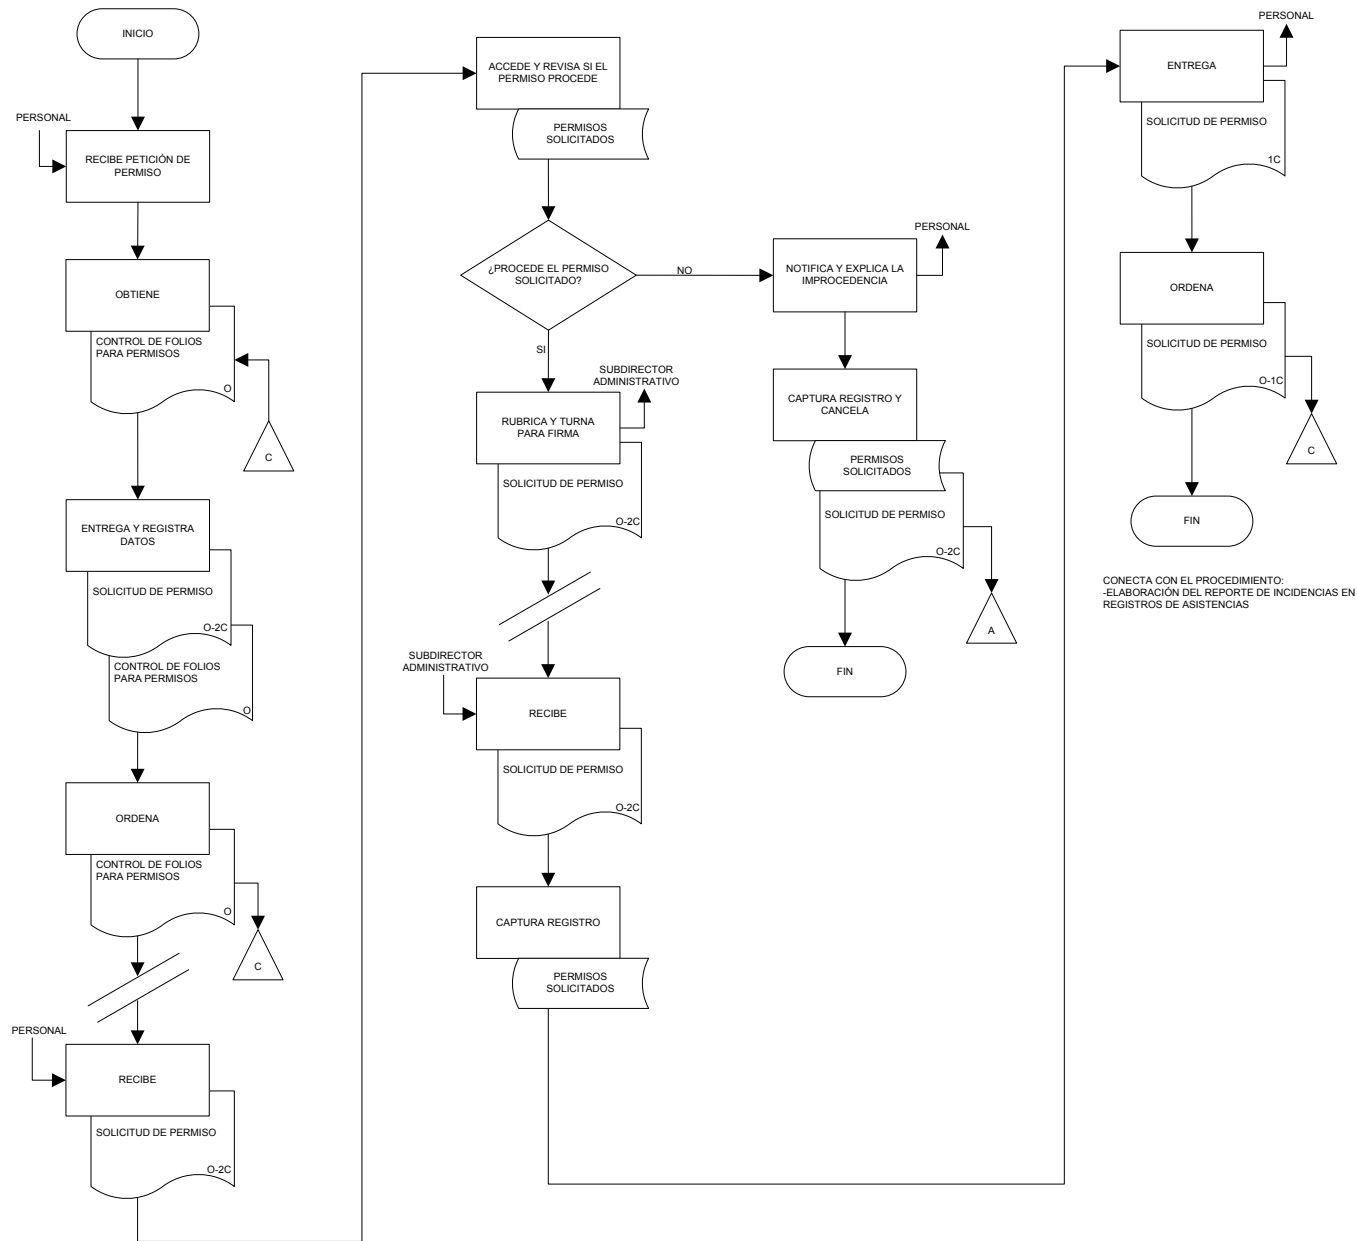 INICIO
PERSONAL
RECIBE PETICIÓN DE
PERMISO
OBTIENE
CONTROL DE FOLIOS
PARA PERMISOS
O
C
ENTREGA Y REGISTRA
DATOS
SOLICITUD DE PERMISO
O-2C
CONTROL DE FOLIOS
PARA PERMISOS
O
ORDENA
CONTROL DE FOLIOS
PARA PERMISOS
O
C
PERSONAL
RECIBE
SOLICITUD DE PERMISO
O-2C
ACCEDE Y REVISA SI EL
PERMISO PROCEDE
PERMISOS
SOLICITADOS
¿PROCEDE EL PERMISO
SOLICITADO?
NO
SI
SUBDIRECTOR
ADMINISTRATIVO
RUBRICA Y TURNA
PARA FIRMA
SOLICITUD DE PERMISO
O-2C
SUBDIRECTOR
ADMINISTRATIVO
RECIBE
SOLICITUD DE PERMISO
O-2C
CAPTURA REGISTRO
PERMISOS
SOLICITADOS
PERSONAL
NOTIFICA Y EXPLICA LA
IMPROCEDENCIA
CAPTURA REGISTRO Y
CANCELA
PERMISOS
SOLICITADOS
SOLICITUD DE PERMISO
O-2C
A
FIN
PERSONAL
ENTREGA
SOLICITUD DE PERMISO
1C
ORDENA
SOLICITUD DE PERMISO
O-1C
C
FIN
CONECTA CON EL PROCEDIMIENTO:
-ELABORACIÓN DEL REPORTE DE INCIDENCIAS EN
REGISTROS DE ASISTENCIAS